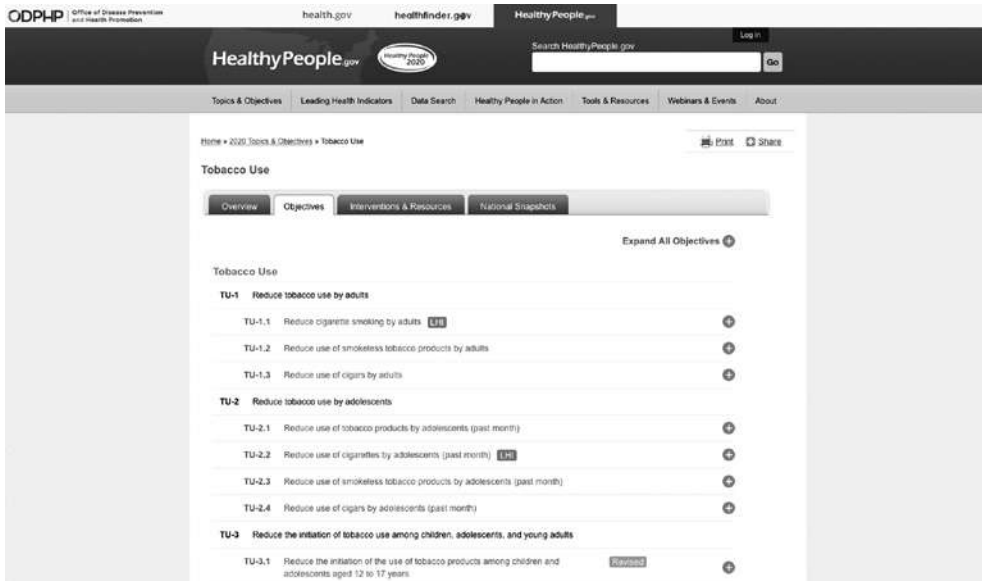 ODPHP
Office of Disease Prevention
and Health Promotion
health.gov
healthfinder.gov
HealthyPeople.gov
Log in
HealthyPeople.gov
Healthy People
2020
Search HealthyPeople.gov
Go
Topics & Objectives
Leading Health Indicators
Data Search
Healthy People in Action
Tools & Resources
Webinars & Events
About
Home » 2020 Topics & Objectives » Tobacco Use
Print
Share
Tobacco Use
Overview
Objectives
Interventions & Resources
National Snapshots
Expand All Objectives
Tobacco Use
TU-1 Reduce tobacco use by adults
TU-1.1 Reduce cigarette smoking by adults LHI
TU-1.2 Reduce use of smokeless tobacco products by adults
TU-1.3 Reduce use of cigars by adults
TU-2 Reduce tobacco use by adolescents
TU-2.1 Reduce use of tobacco products by adolescents (past month)
TU-2.2 Reduce use of cigarettes by adolescents (past month) LHI
TU-2.3 Reduce use of smokeless tobacco products by adolescents (past month)
TU-2.4 Reduce use of cigars by adolescents (past month)
TU-3 Reduce the initiation of tobacco use among children, adolescents, and young adults
TU-3.1 Reduce the initiation of the use of tobacco products among children and Revised
adolescents aged 12 to 17 years